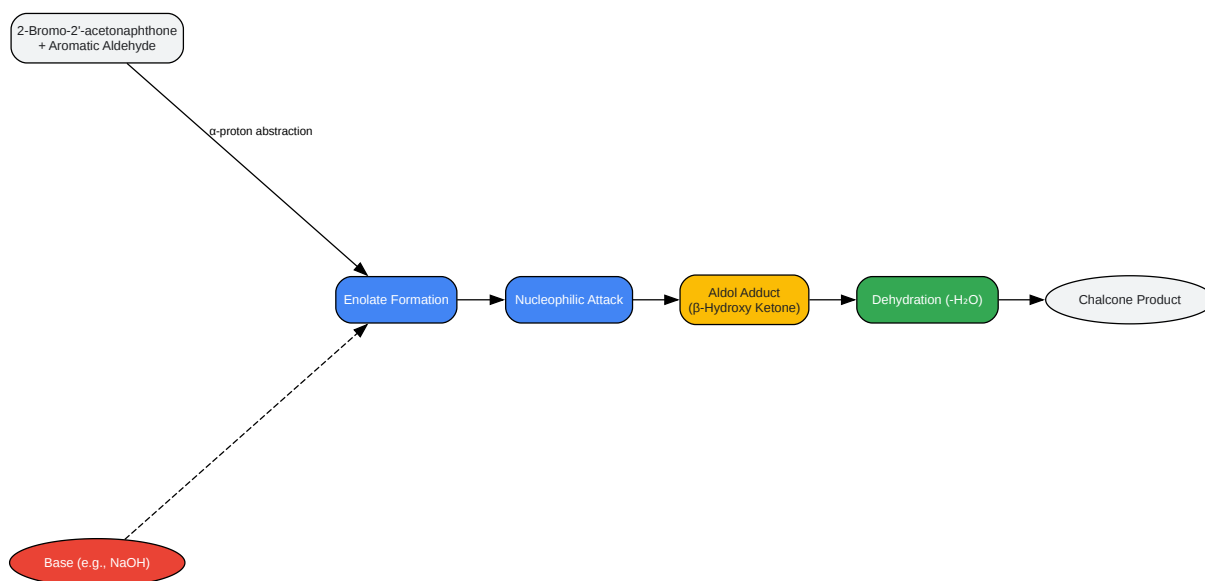 2-Bromo-2'-acetonaphthone
+ Aromatic Aldehyde
α-proton abstraction
Enolate Formation
Nucleophilic Attack
Aldol Adduct
(β-Hydroxy Ketone)
Dehydration (-H₂O)
Chalcone Product
Base (e.g., NaOH)